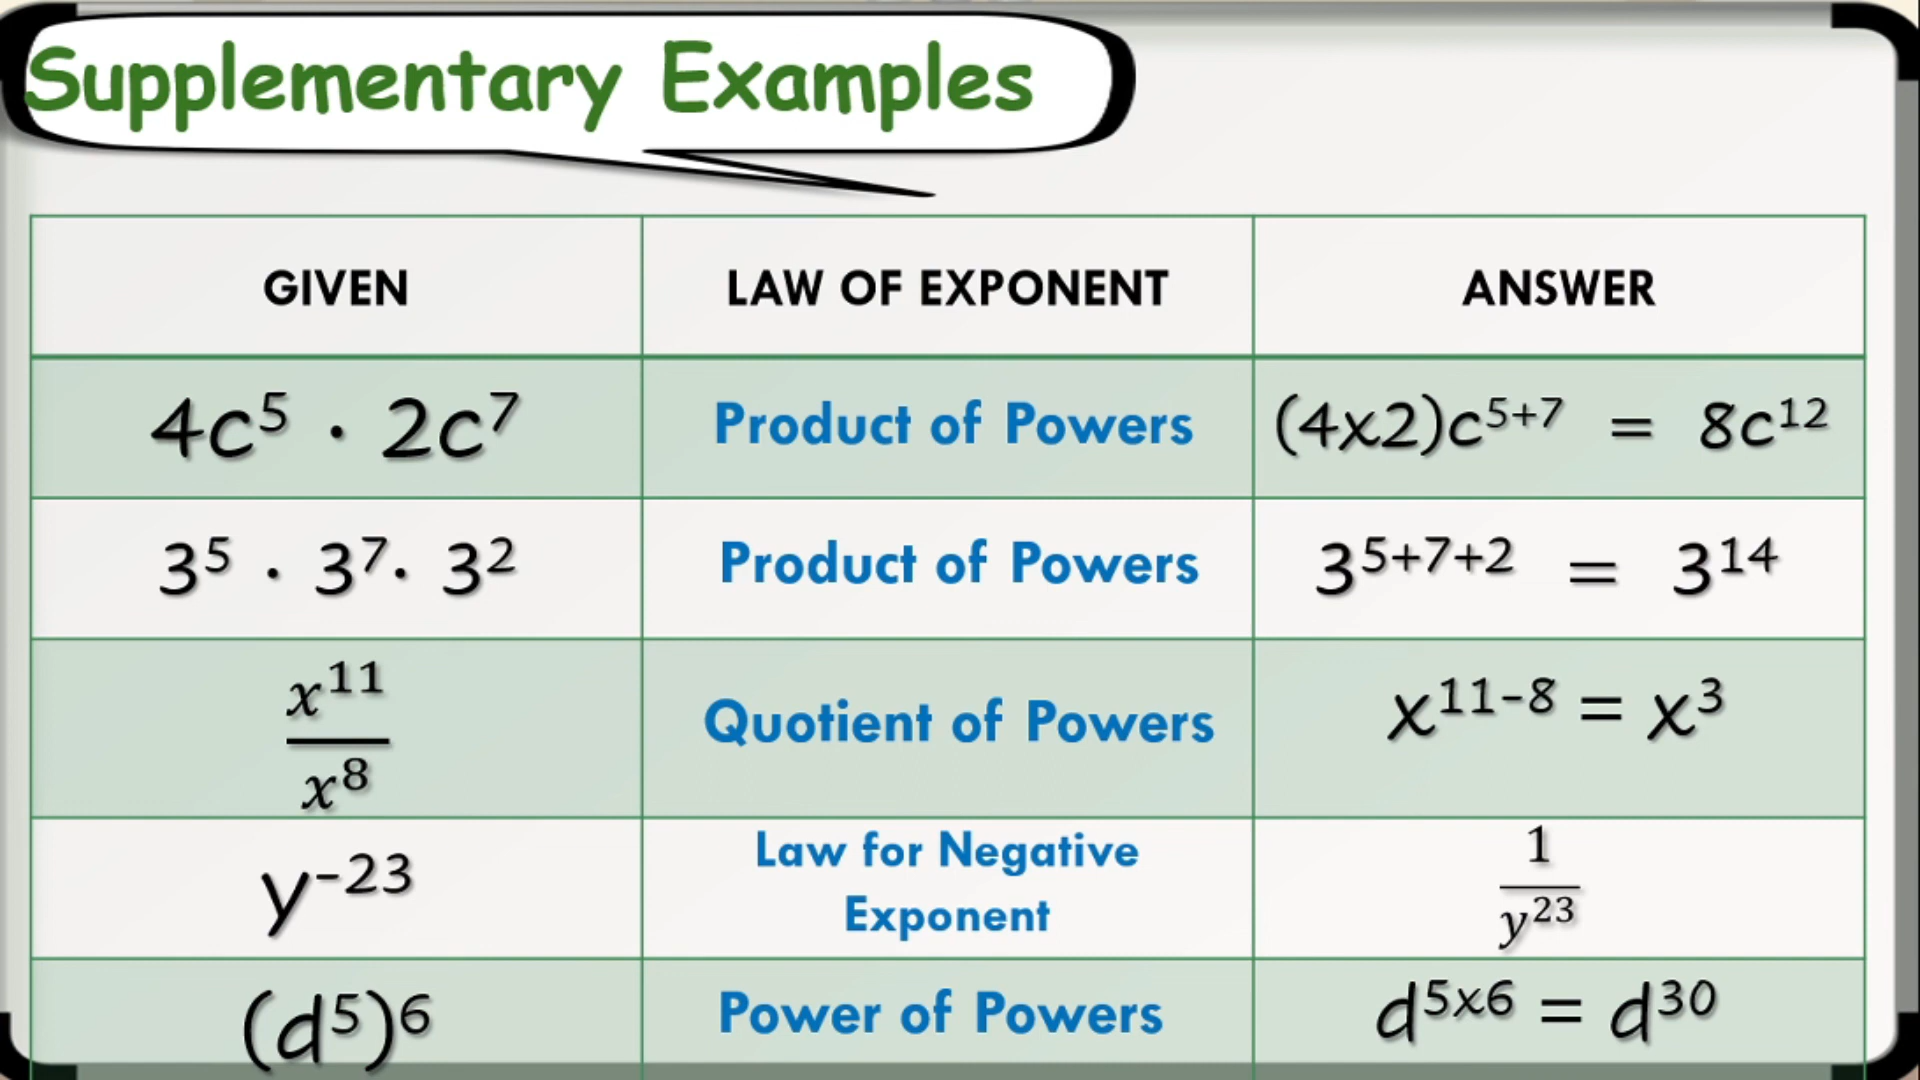 Supplementary Examples
GIVEN LAW OF EXPONENT ANSWER
4c⁵ · 2c⁷ Product of Powers (4x2)c⁵⁺⁷ = 8c¹²
3⁵ · 3⁷· 3² Product of Powers 3⁵⁺⁷⁺² = 3¹⁴
x¹¹/x⁸ Quotient of Powers x¹¹⁻⁸ = x³
y⁻²³ Law for Negative Exponent 1/y²³
(d⁵)⁶ Power of Powers d⁵ˣ⁶ = d³⁰